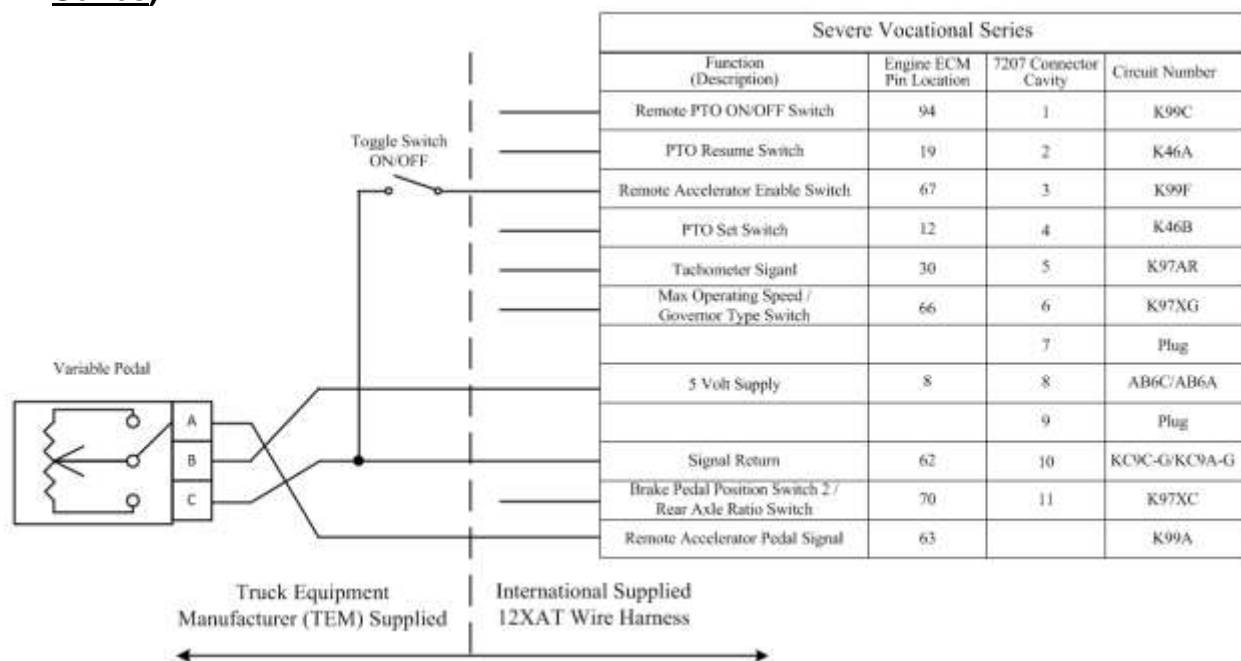 Severe Vocational Series
Function
(Description)
Engine ECM
Pin Location
7207 Connector
Cavity
Circuit Number
Remote PTO ON/OFF Switch 94 1 K99C
Toggle Switch
ON/OFF
PTO Resume Switch 19 2 K46A
Remote Accelerator Enable Switch 67 3 K99F
PTO Set Switch 12 4 K46B
Tachometer Siganl 30 5 K97AR
Max Operating Speed /
Governor Type Switch 66 6 K97XG
7 Plug
Variable Pedal
5 Volt Supply 8 8 AB6C/AB6A
9 Plug
A
B
C
Signal Return 62 10 KC9C-G/KC9A-G
Brake Pedal Position Switch 2 /
Rear Axle Ratio Switch 70 11 K97XC
Remote Accelerator Pedal Signal 63 K99A
Truck Equipment
Manufacturer (TEM) Supplied
International Supplied
12XAT Wire Harness